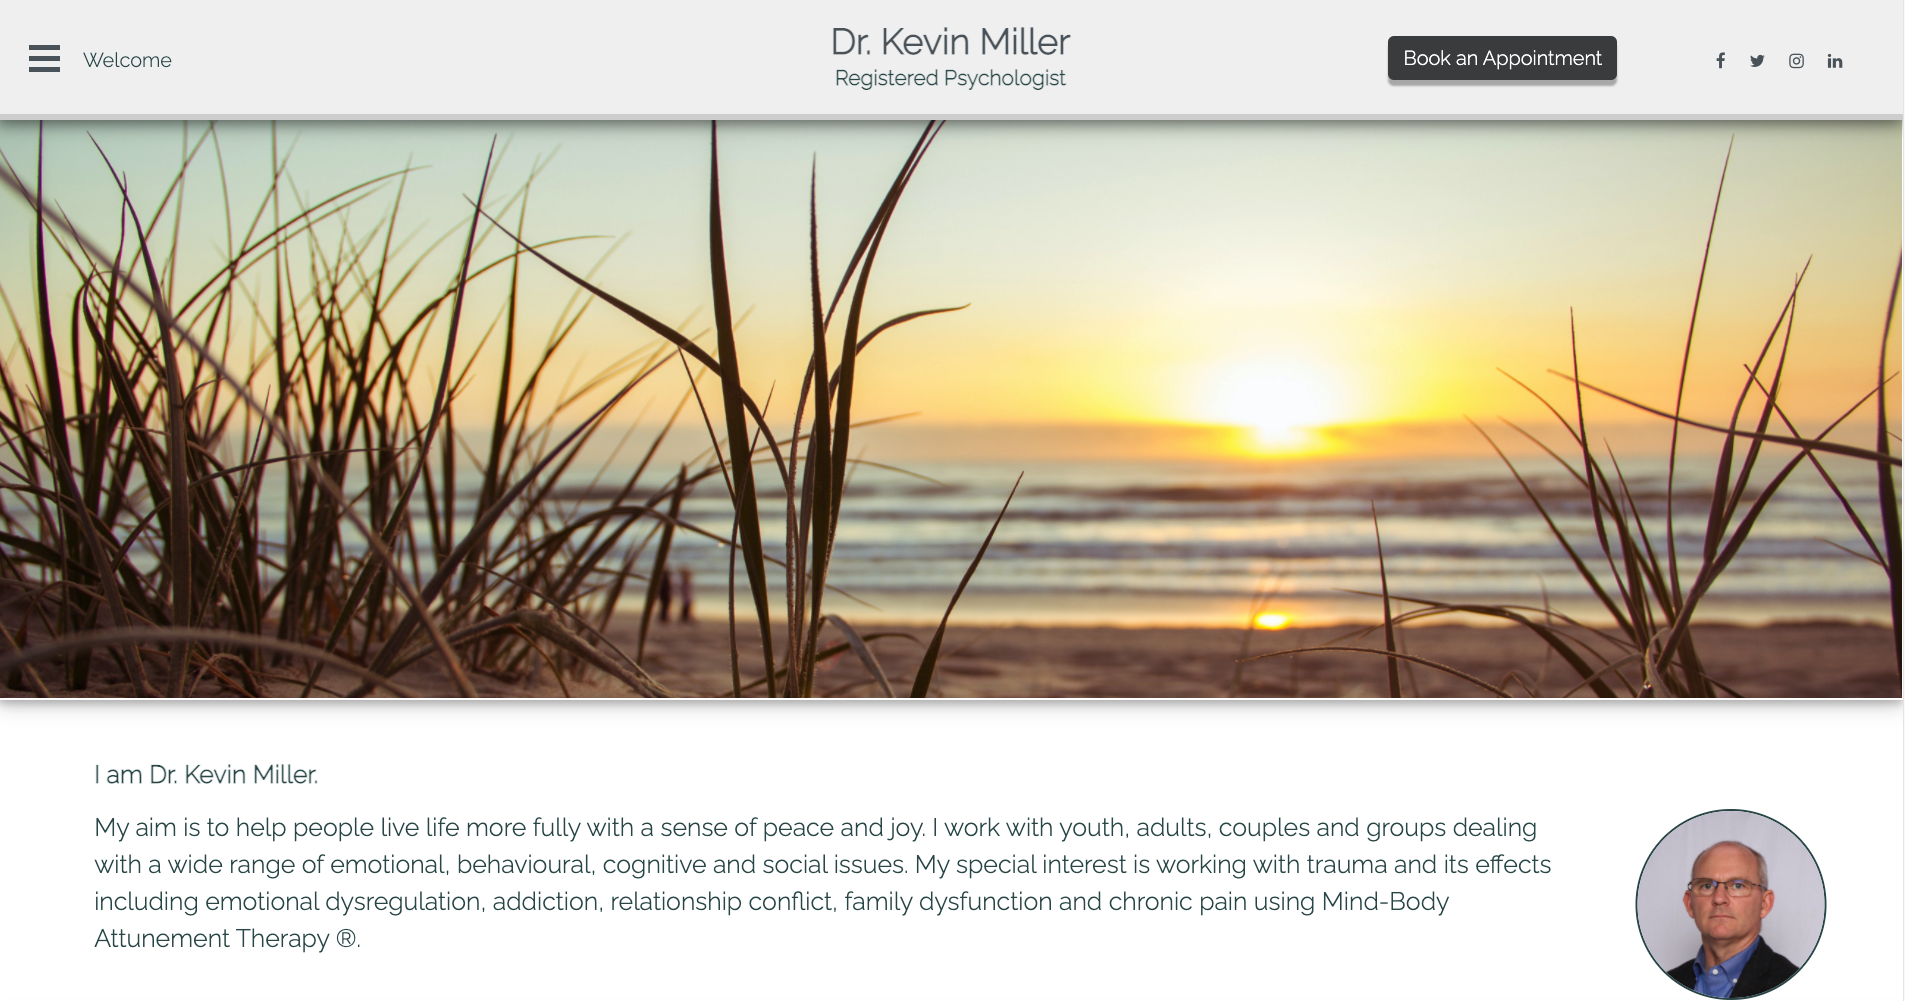 Welcome
Dr. Kevin Miller
Registered Psychologist
Book an Appointment
I am Dr. Kevin Miller.
My aim is to help people live life more fully with a sense of peace and joy. I work with youth, adults, couples and groups dealing
with a wide range of emotional, behavioural, cognitive and social issues. My special interest is working with trauma and its effects
including emotional dysregulation, addiction, relationship conflict, family dysfunction and chronic pain using Mind-Body
Attunement Therapy ®.